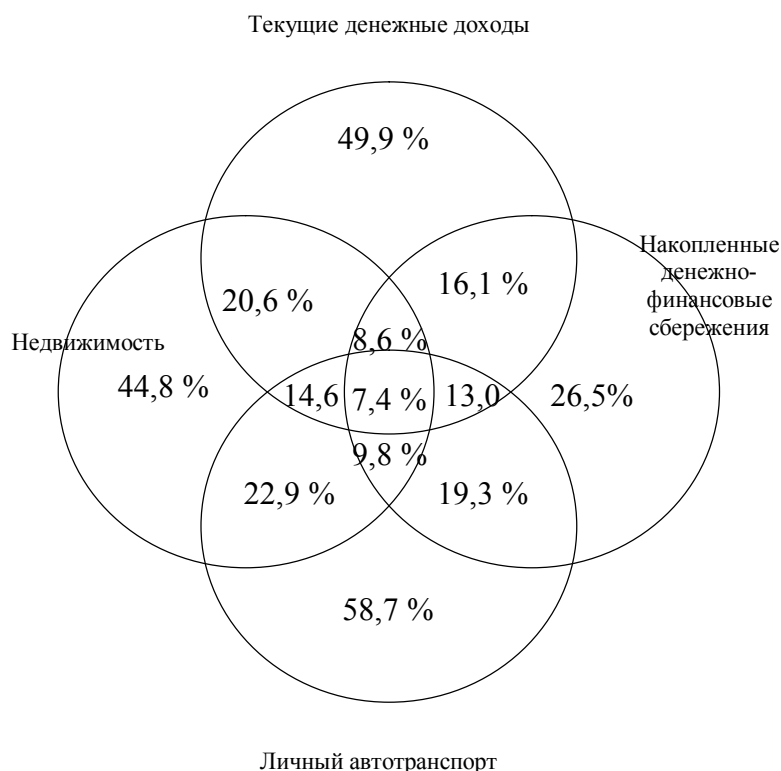 Текущие денежные доходы
49,9 %
Накопленные
денежно-
финансовые
сбережения
20,6 %
16,1 %
Недвижимость
8,6 %
44,8 %
14,6
7,4 %
13,0
26,5%
9,8 %
22,9 %
19,3 %
58,7 %
Личный автотранспорт